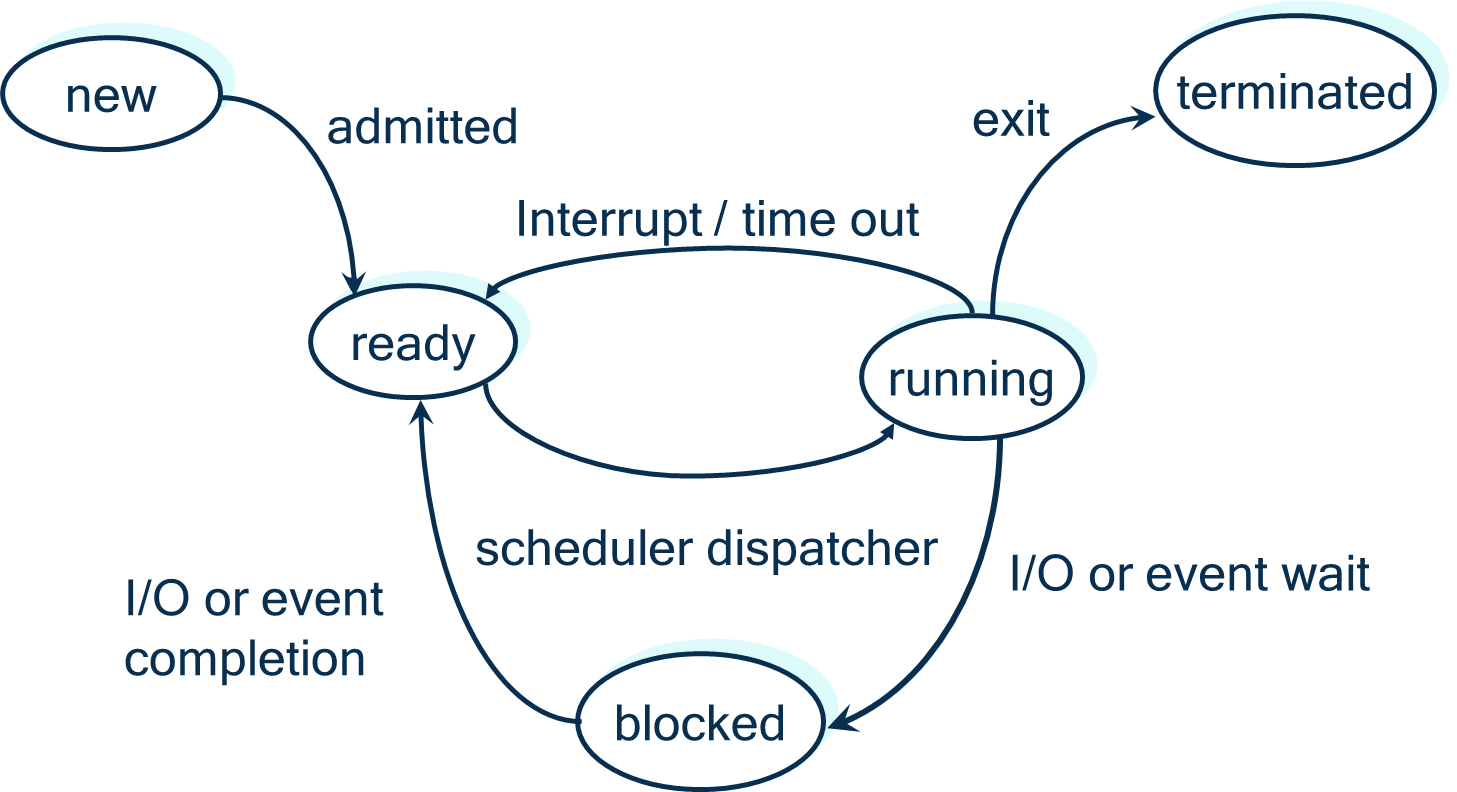 new
terminated
admitted
exit
Interrupt / time out
ready
running
scheduler dispatcher
I/O or event wait
I/O or event
completion
blocked